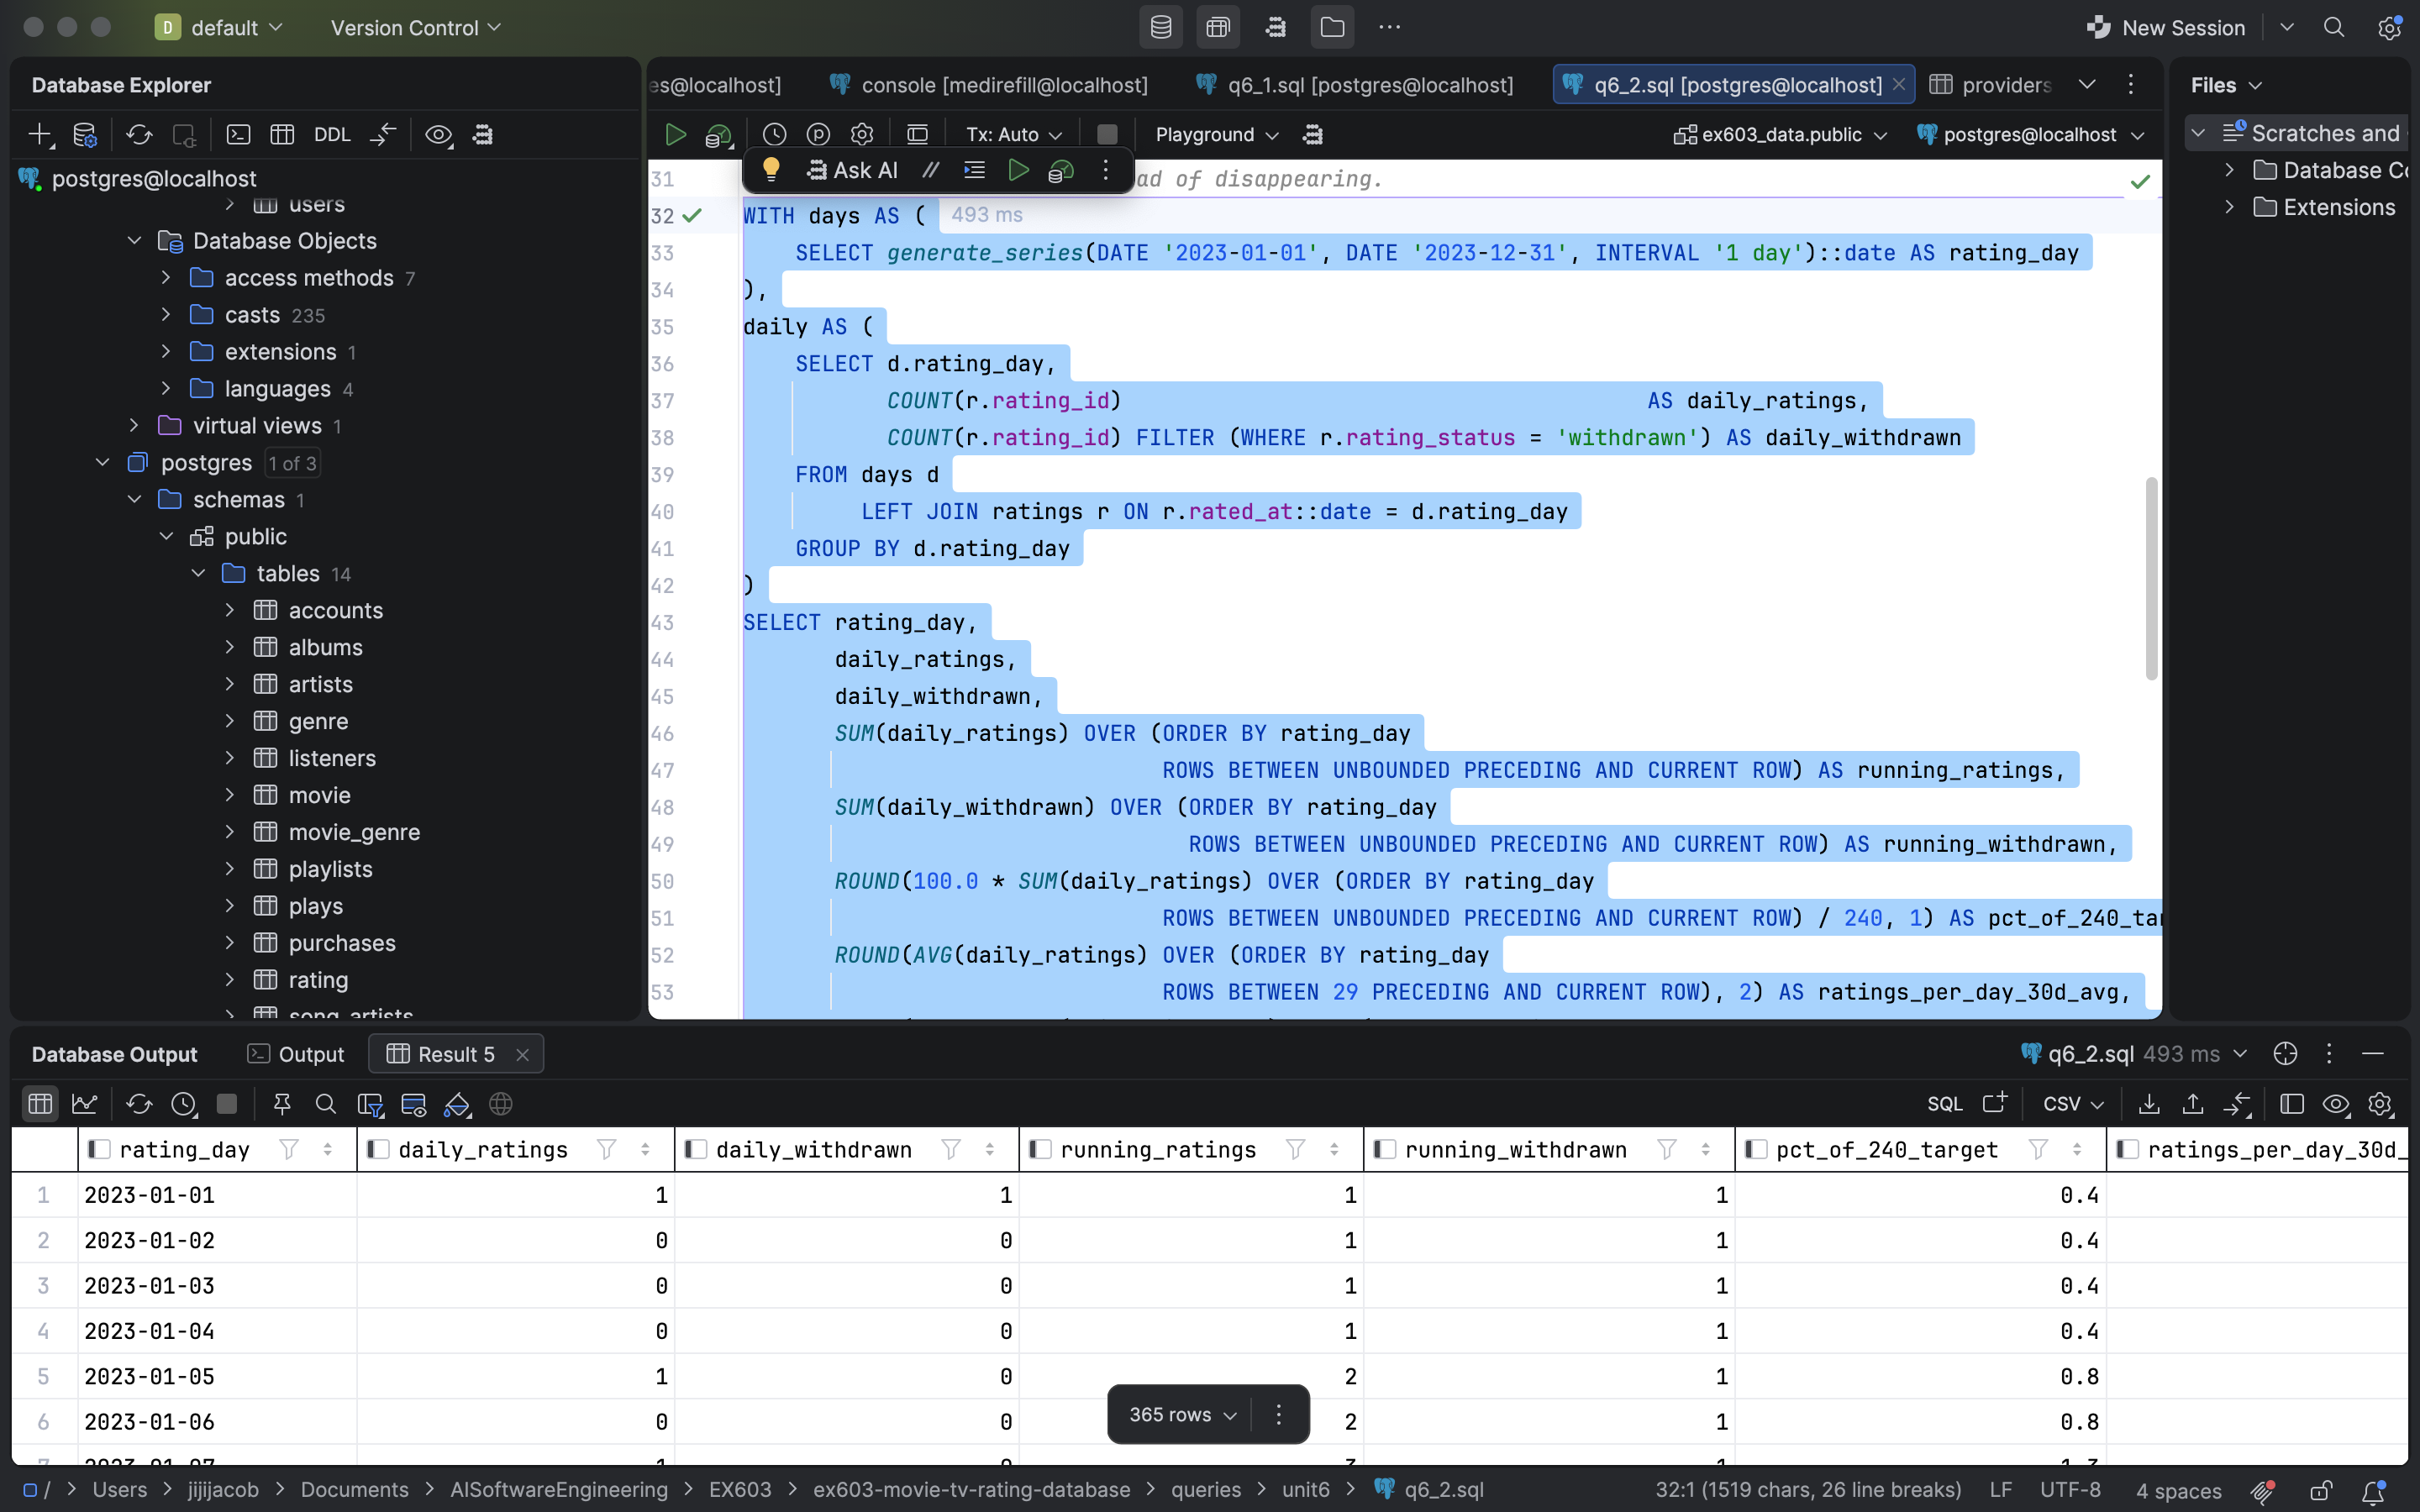 D default Version Control New Session
Database Explorer
DDL
postgres@localhost
users
Database Objects
access methods 7
casts 235
extensions 1
languages 4
virtual views 1
postgres 1 of 3
schemas 1
public
tables 14
accounts
albums
artists
genre
listeners
movie
movie_genre
playlists
plays
purchases
rating
song_artists
es@localhost] console [medirefill@localhost] q6_1.sql [postgres@localhost] q6_2.sql [postgres@localhost] providers
Tx: Auto Playground ex603_data.public postgres@localhost
Ask AI
31 ad of disappearing.
32 WITH days AS ( 493 ms
33 SELECT generate_series(DATE '2023-01-01', DATE '2023-12-31', INTERVAL '1 day')::date AS rating_day
34 ),
35 daily AS (
36 SELECT d.rating_day,
37 COUNT(r.rating_id) AS daily_ratings,
38 COUNT(r.rating_id) FILTER (WHERE r.rating_status = 'withdrawn') AS daily_withdrawn
39 FROM days d
40 LEFT JOIN ratings r ON r.rated_at::date = d.rating_day
41 GROUP BY d.rating_day
42 )
43 SELECT rating_day,
44 daily_ratings,
45 daily_withdrawn,
46 SUM(daily_ratings) OVER (ORDER BY rating_day
47 ROWS BETWEEN UNBOUNDED PRECEDING AND CURRENT ROW) AS running_ratings,
48 SUM(daily_withdrawn) OVER (ORDER BY rating_day
49 ROWS BETWEEN UNBOUNDED PRECEDING AND CURRENT ROW) AS running_withdrawn,
50 ROUND(100.0 * SUM(daily_ratings) OVER (ORDER BY rating_day
51 ROWS BETWEEN UNBOUNDED PRECEDING AND CURRENT ROW) / 240, 1) AS pct_of_240_tar
52 ROUND(AVG(daily_ratings) OVER (ORDER BY rating_day
53 ROWS BETWEEN 29 PRECEDING AND CURRENT ROW), 2) AS ratings_per_day_30d_avg,
Files
Scratches and
Database Co
Extensions
Database Output Output Result 5 q6_2.sql 493 ms
SQL CSV
rating_day daily_ratings daily_withdrawn running_ratings running_withdrawn pct_of_240_target ratings_per_day_30d_
1 2023-01-01 1 1 1 1 0.4
2 2023-01-02 0 0 1 1 0.4
3 2023-01-03 0 0 1 1 0.4
4 2023-01-04 0 0 1 1 0.4
5 2023-01-05 1 0 2 1 0.8
6 2023-01-06 0 0 2 1 0.8
7 2023-01-07 1 0 3 1 1.3
365 rows
/ Users jijijacob Documents AISoftwareEngineering EX603 ex603-movie-tv-rating-database queries unit6 q6_2.sql 32:1 (1519 chars, 26 line breaks) LF UTF-8 4 spaces